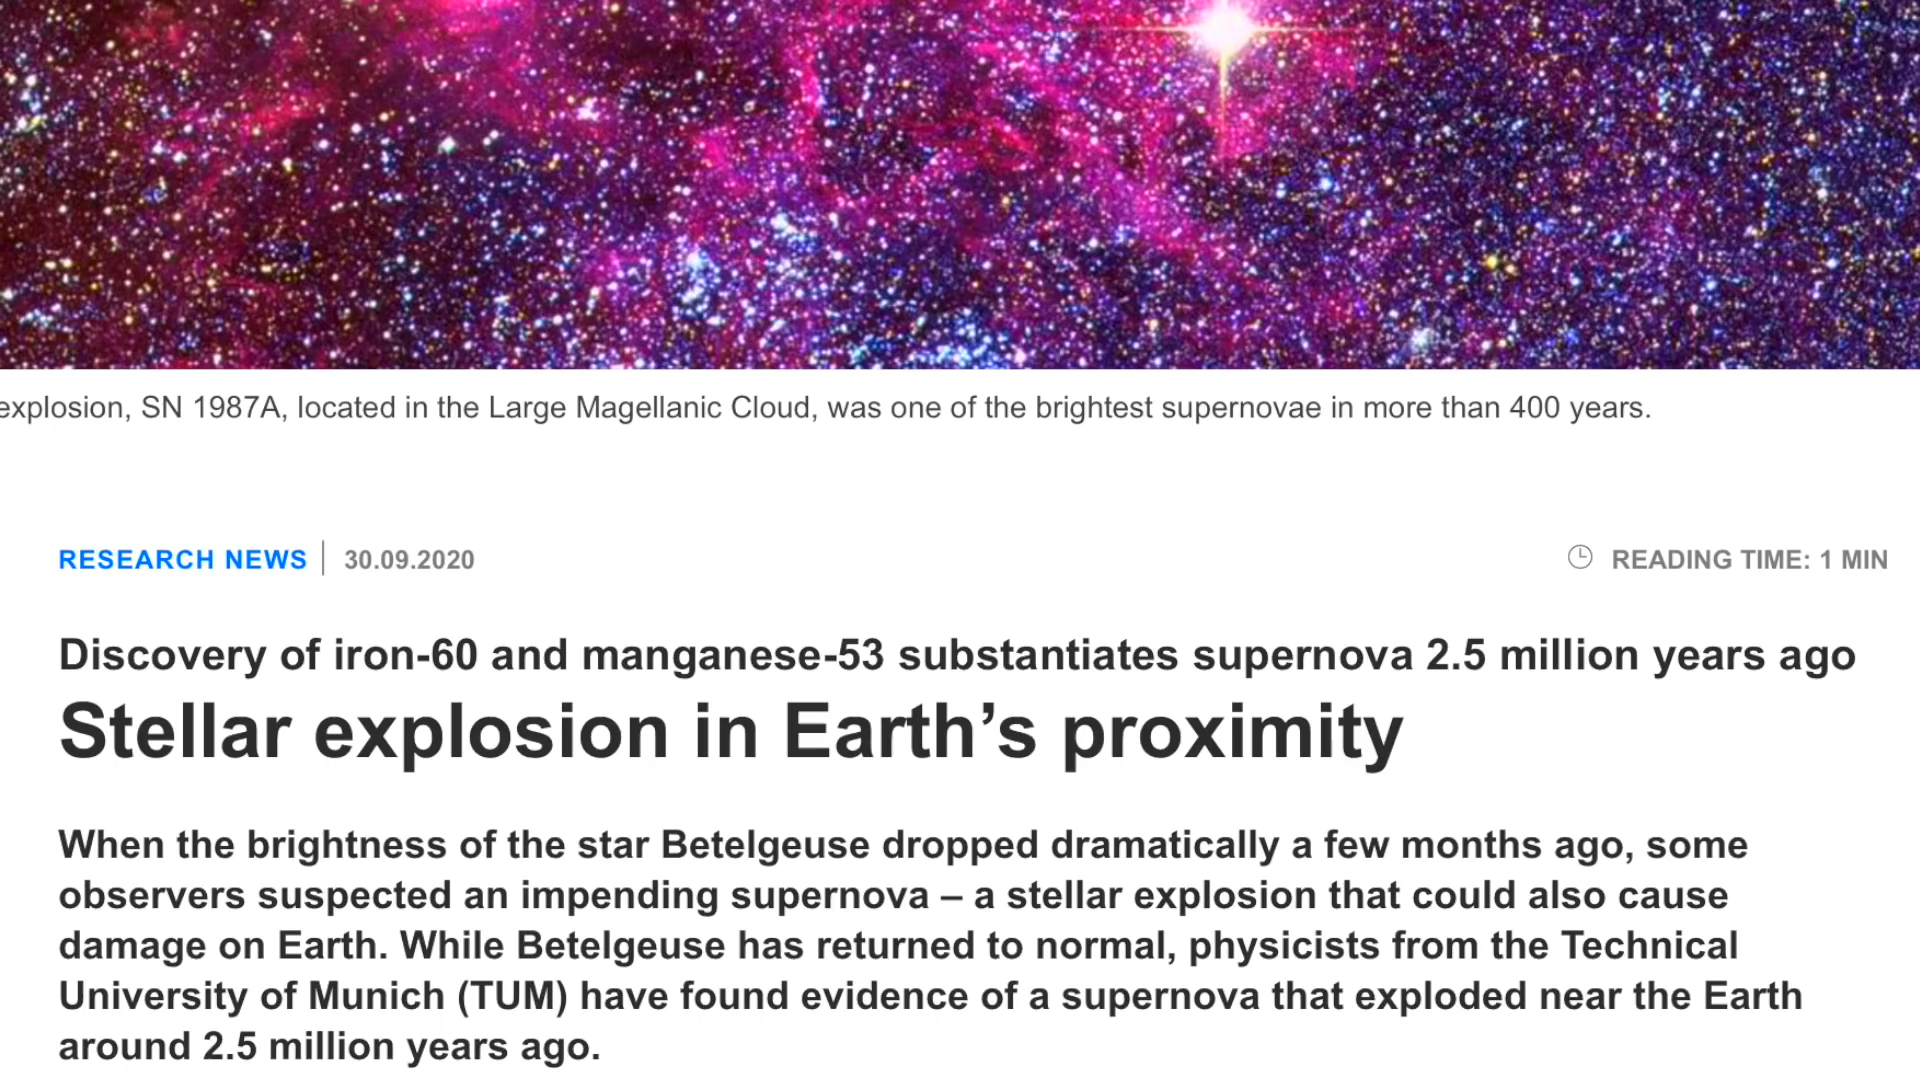 explosion, SN 1987A, located in the Large Magellanic Cloud, was one of the brightest supernovae in more than 400 years.
RESEARCH NEWS | 30.09.2020
READING TIME: 1 MIN
Discovery of iron-60 and manganese-53 substantiates supernova 2.5 million years ago
Stellar explosion in Earth’s proximity
When the brightness of the star Betelgeuse dropped dramatically a few months ago, some
observers suspected an impending supernova – a stellar explosion that could also cause
damage on Earth. While Betelgeuse has returned to normal, physicists from the Technical
University of Munich (TUM) have found evidence of a supernova that exploded near the Earth
around 2.5 million years ago.